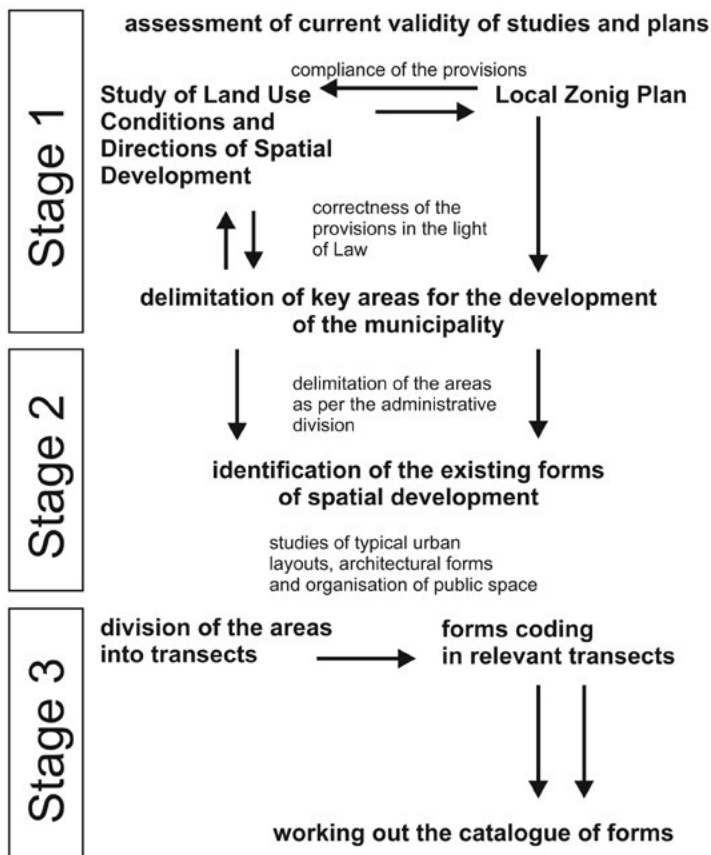 Stage 1
assessment of current validity of studies and plans
compliance of the provisions
Study of Land Use
Conditions and
Directions of Spatial
Development
Local Zonig Plan
correctness of the
provisions in the light
of Law
delimitation of key areas for the development
of the municipality
Stage 2
delimitation of the areas
as per the administrative
division
identification of the existing forms
of spatial development
studies of typical urban
layouts, architectural forms
and organisation of public space
Stage 3
division of the areas
into transects
forms coding
in relevant transects
working out the catalogue of forms